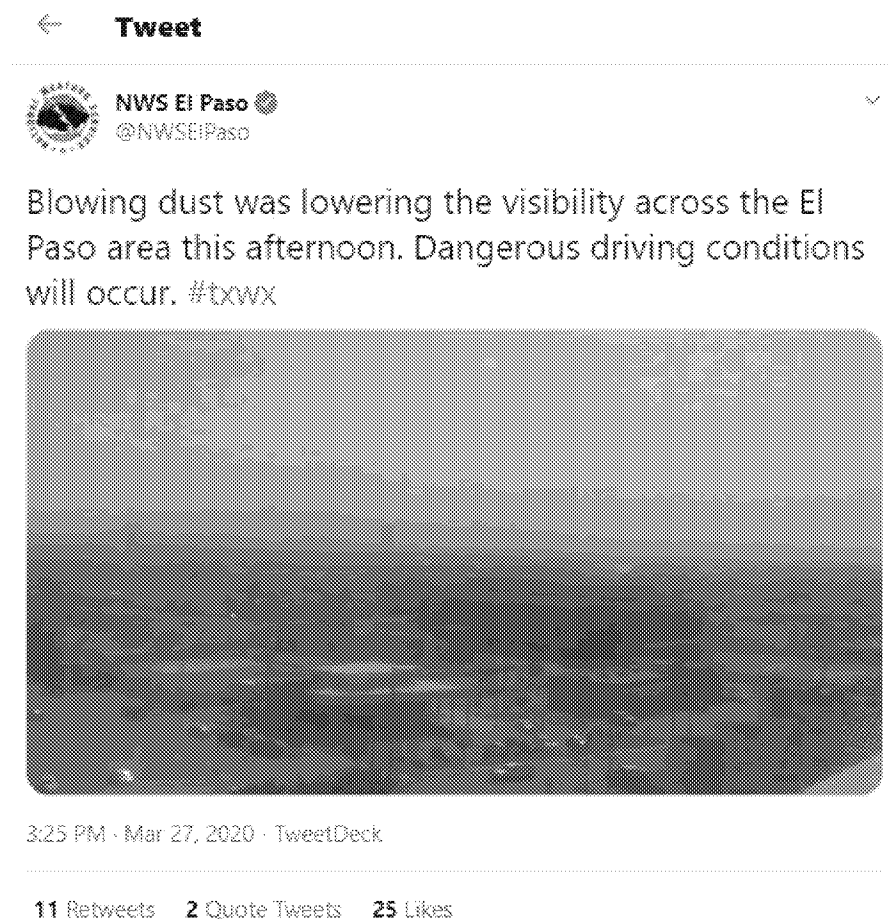 Tweet
NWS El Paso
@NWSElPaso
Blowing dust was lowering the visibility across the El
Paso area this afternoon. Dangerous driving conditions
will occur. #txwx
3:25 PM · Mar 27, 2020 · TweetDeck
11 Retweets 2 Quote Tweets 25 Likes